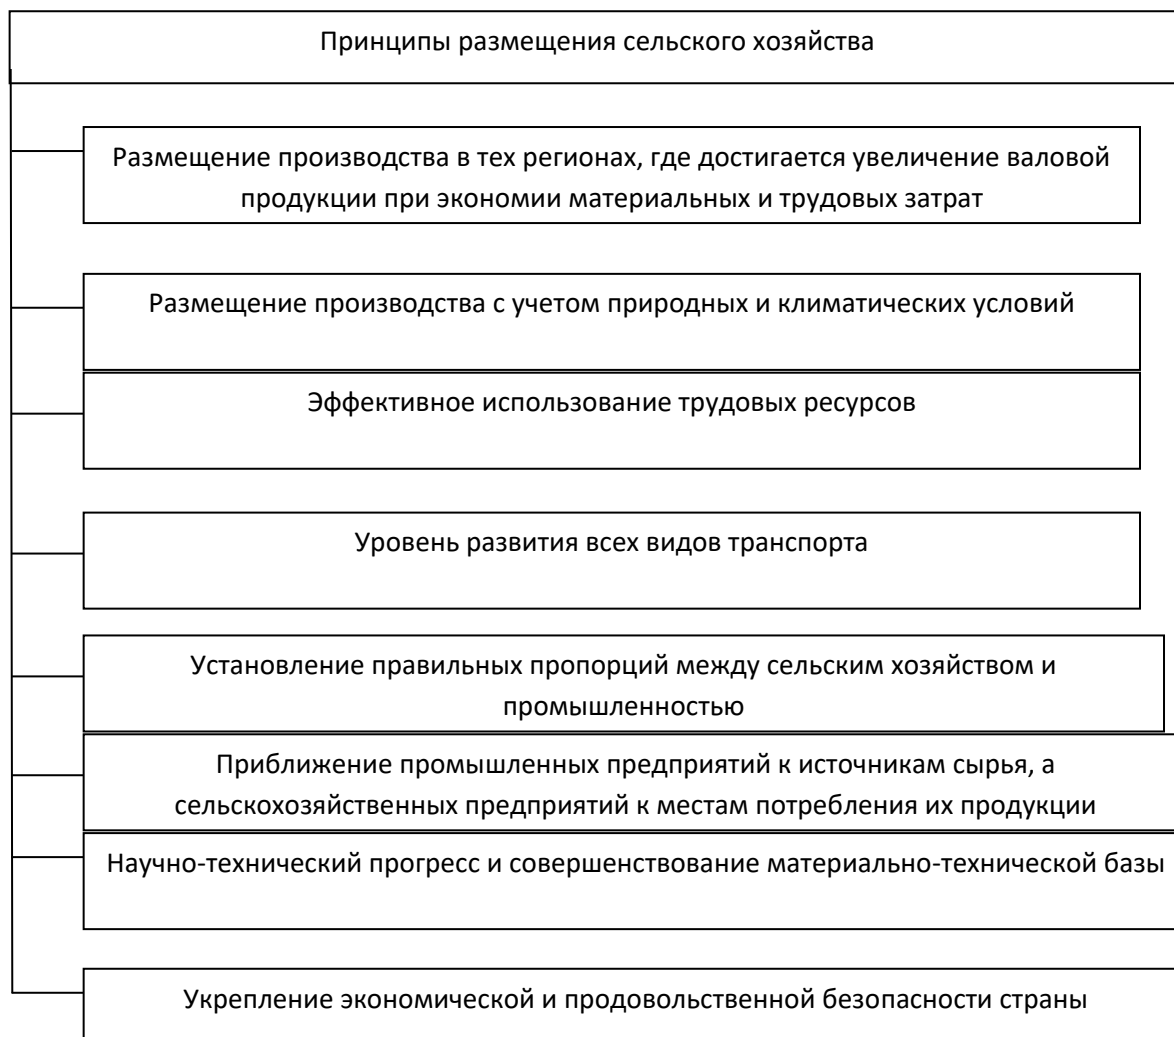 Принципы размещения сельского хозяйства
Размещение производства в тех регионах, где достигается увеличение валовой
продукции при экономии материальных и трудовых затрат
Размещение производства с учетом природных и климатических условий
Эффективное использование трудовых ресурсов
Уровень развития всех видов транспорта
Установление правильных пропорций между сельским хозяйством и
промышленностью
Приближение промышленных предприятий к источникам сырья, а
сельскохозяйственных предприятий к местам потребления их продукции
Научно-технический прогресс и совершенствование материально-технической базы
Укрепление экономической и продовольственной безопасности страны